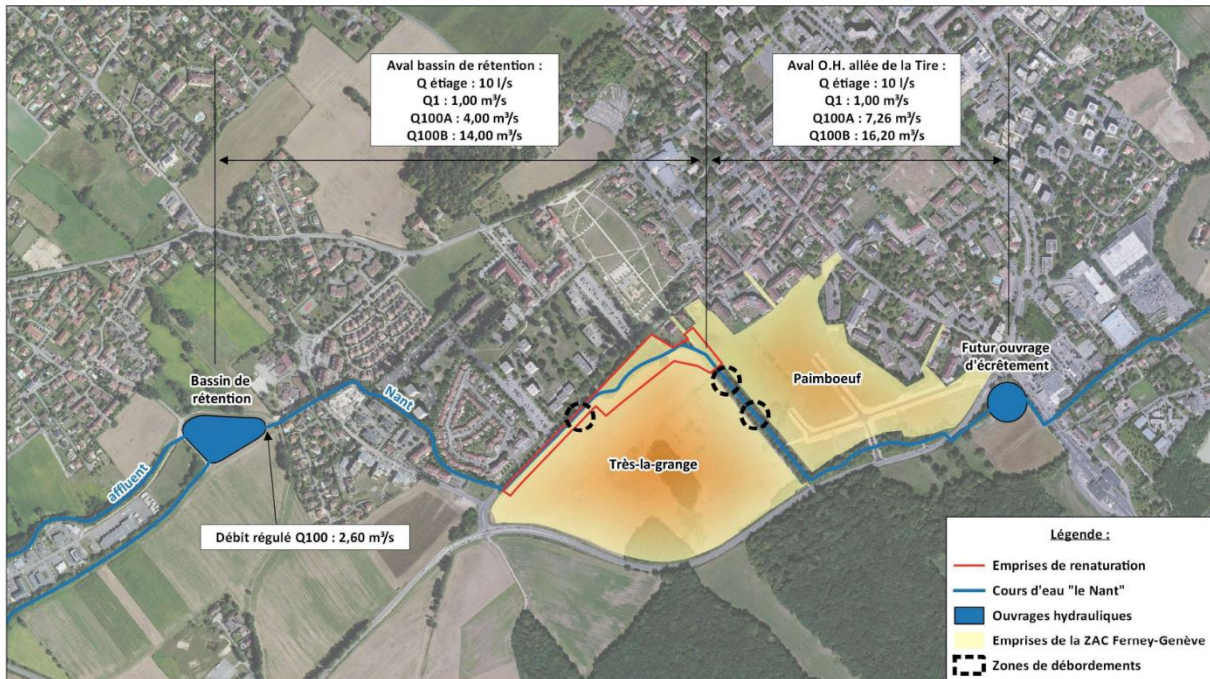 Aval bassin de rétention :
Q étiage : 10 l/s
Q1 : 1,00 m³/s
Q100A : 4,00 m³/s
Q100B : 14,00 m³/s
Aval O.H. allée de la Tire :
Q étiage : 10 l/s
Q1 : 1,00 m³/s
Q100A : 7,26 m³/s
Q100B : 16,20 m³/s
Bassin de
rétention
Nant
affluent
Débit régulé Q100 : 2,60 m³/s
Très-la-grange
Paimboeuf
Futur ouvrage
d'écrêtement
Légende :
Emprises de renaturation
Cours d'eau "le Nant"
Ouvrages hydrauliques
Emprises de la ZAC Ferney-Genève
Zones de débordements